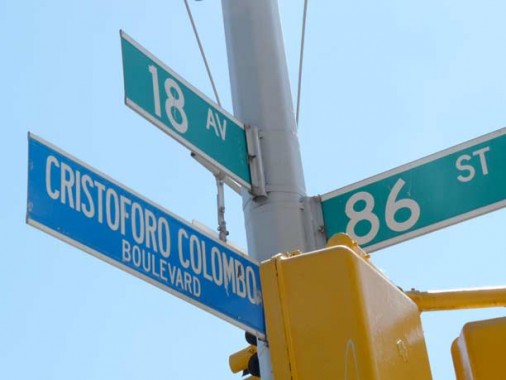 18 AV
86 ST
CRISTOFORO COLOMBO
BOULEVARD